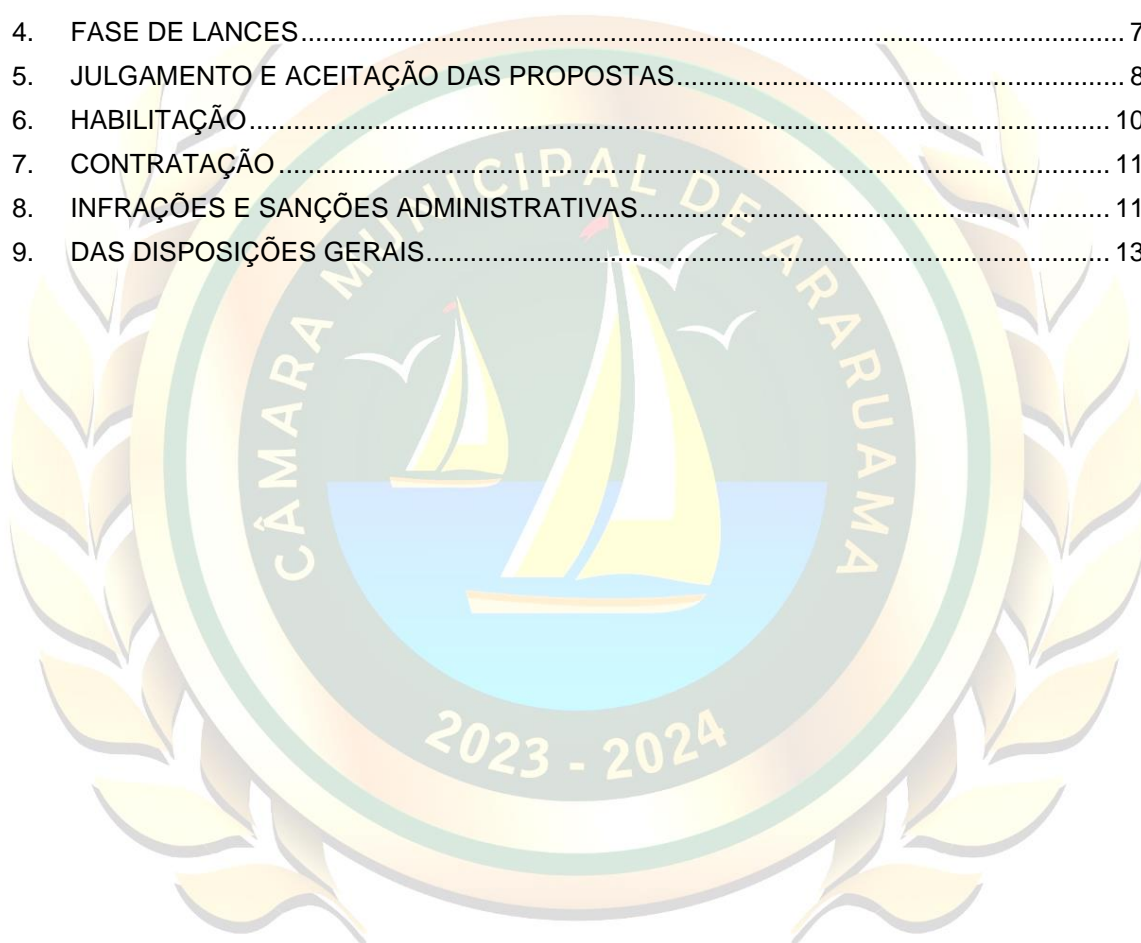 4. FASE DE LANCES........................................................................................................ 7
5. JULGAMENTO E ACEITAÇÃO DAS PROPOSTAS........................................................ 8
6. HABILITAÇÃO............................................................................................................. 10
7. CONTRATAÇÃO......................................................................................................... 11
8. INFRAÇÕES E SANÇÕES ADMINISTRATIVAS........................................................... 11
9. DAS DISPOSIÇÕES GERAIS...................................................................................... 13
CÂMARA MUNICIPAL DE ARARUAMA
2023 - 2024